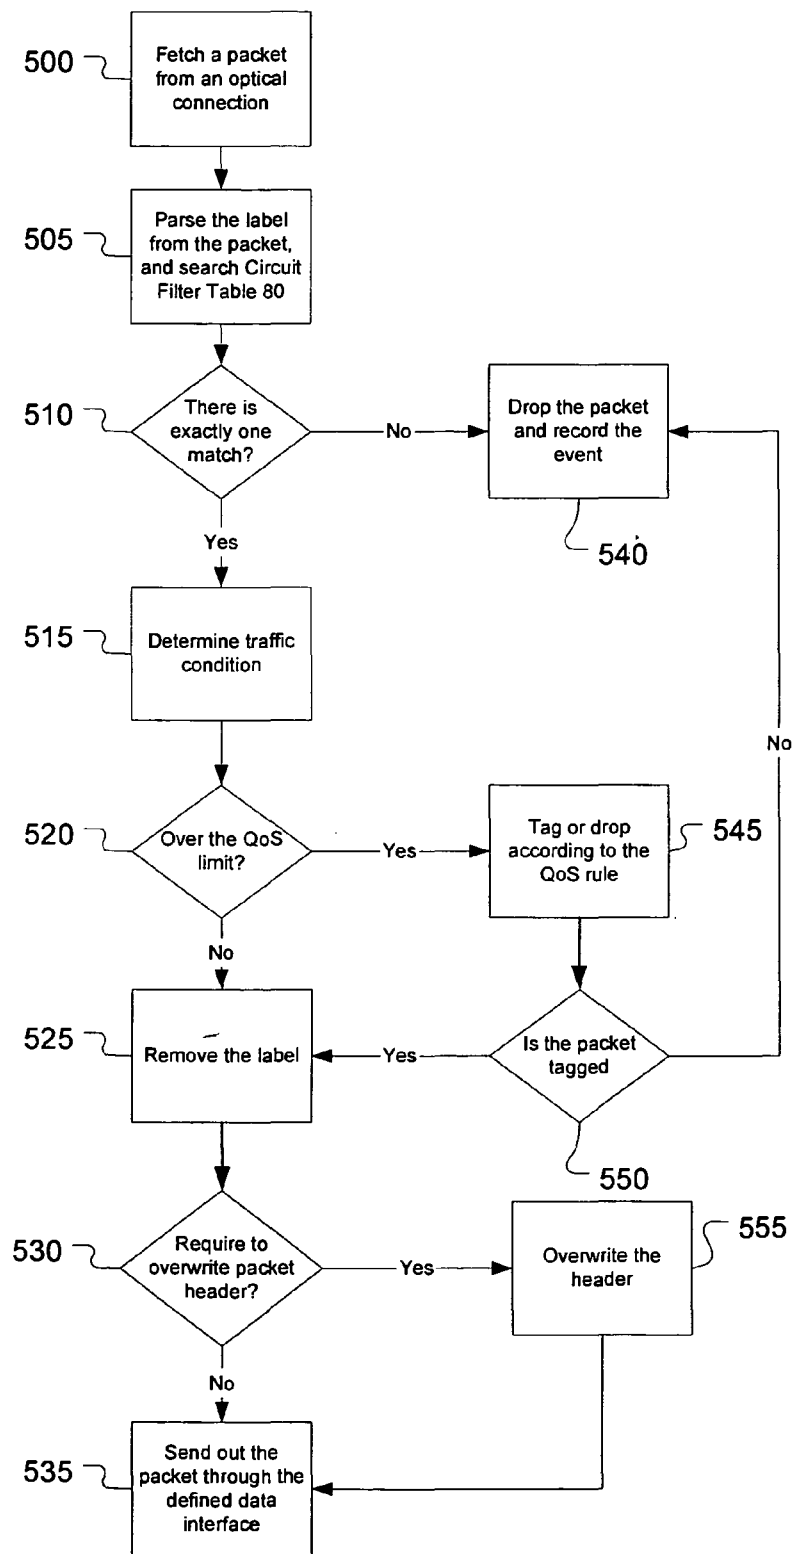 500
Fetch a packet
from an optical
connection
505
Parse the label
from the packet,
and search Circuit
Filter Table 80
510
There is
exactly one
match?
No
Drop the packet
and record the
event
540
Yes
515
Determine traffic
condition
No
520
Over the QoS
limit?
Yes
Tag or drop
according to the
QoS rule
545
No
525
Remove the label
Yes
Is the packet
tagged
550
530
Require to
overwrite packet
header?
Yes
Overwrite the
header
555
No
535
Send out the
packet through the
defined data
interface